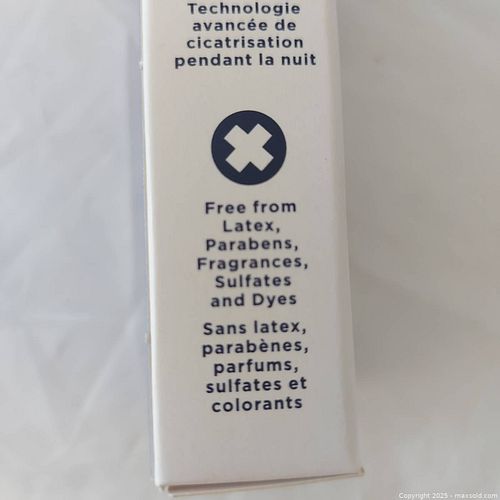 Technologie
avancée de
cicatrisation
pendant la nuit
Free from
Latex,
Parabens,
Fragrances,
Sulfates
and Dyes
Sans latex,
parabènes,
parfums,
sulfates et
colorants
Copyright 2025 - maxsold.com